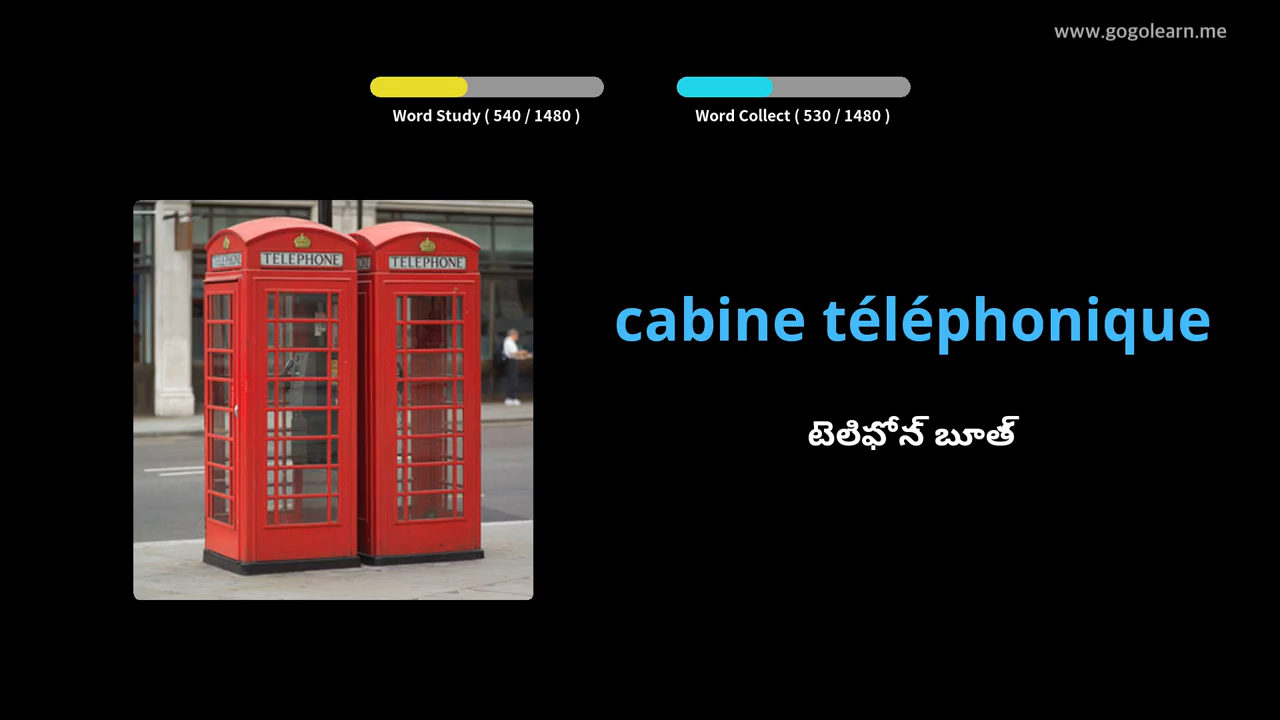 www.gogolearn.me
Word Study ( 540 / 1480 )
Word Collect ( 530 / 1480 )
TELEPHONE
TELEPHONE
cabine téléphonique
టెలిఫోన్ బూత్